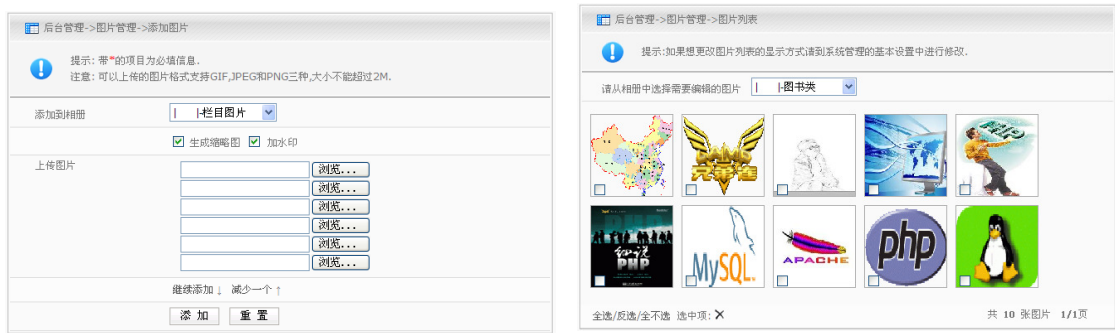 后台管理->图片管理->添加图片
提示: 带*的项目为必填信息.
注意: 可以上传的图片格式支持GIF,JPEG和PNG三种,大小不能超过2M.
添加到相册 | |-栏目图片
生成缩略图 加水印
上传图片
浏览...
浏览...
浏览...
浏览...
浏览...
浏览...
继续添加↓ 减少一个↑
添 加 重 置
后台管理->图片管理->图片列表
提示:如果想更改图片列表的显示方式请到系统管理的基本设置中进行修改.
请从相册中选择需要编辑的图片 | |-图书类
兄弟连
PHP
细说
PHP
MySQL
APACHE
php
全选/反选/全不选 选中项: X
共 10 张图片 1/1页